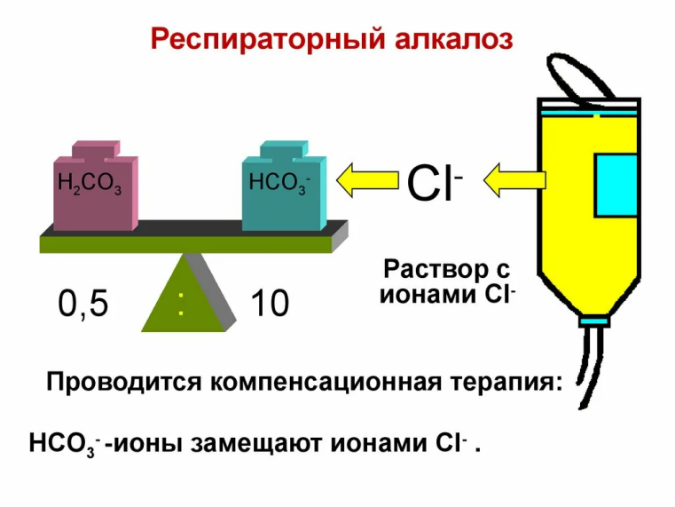 Респираторный алкалоз
H₂CO₃
HCO₃⁻
Cl⁻
Раствор с
ионами Cl⁻
0,5 : 10
Проводится компенсационная терапия:
HCO₃⁻ -ионы замещают ионами Cl⁻ .